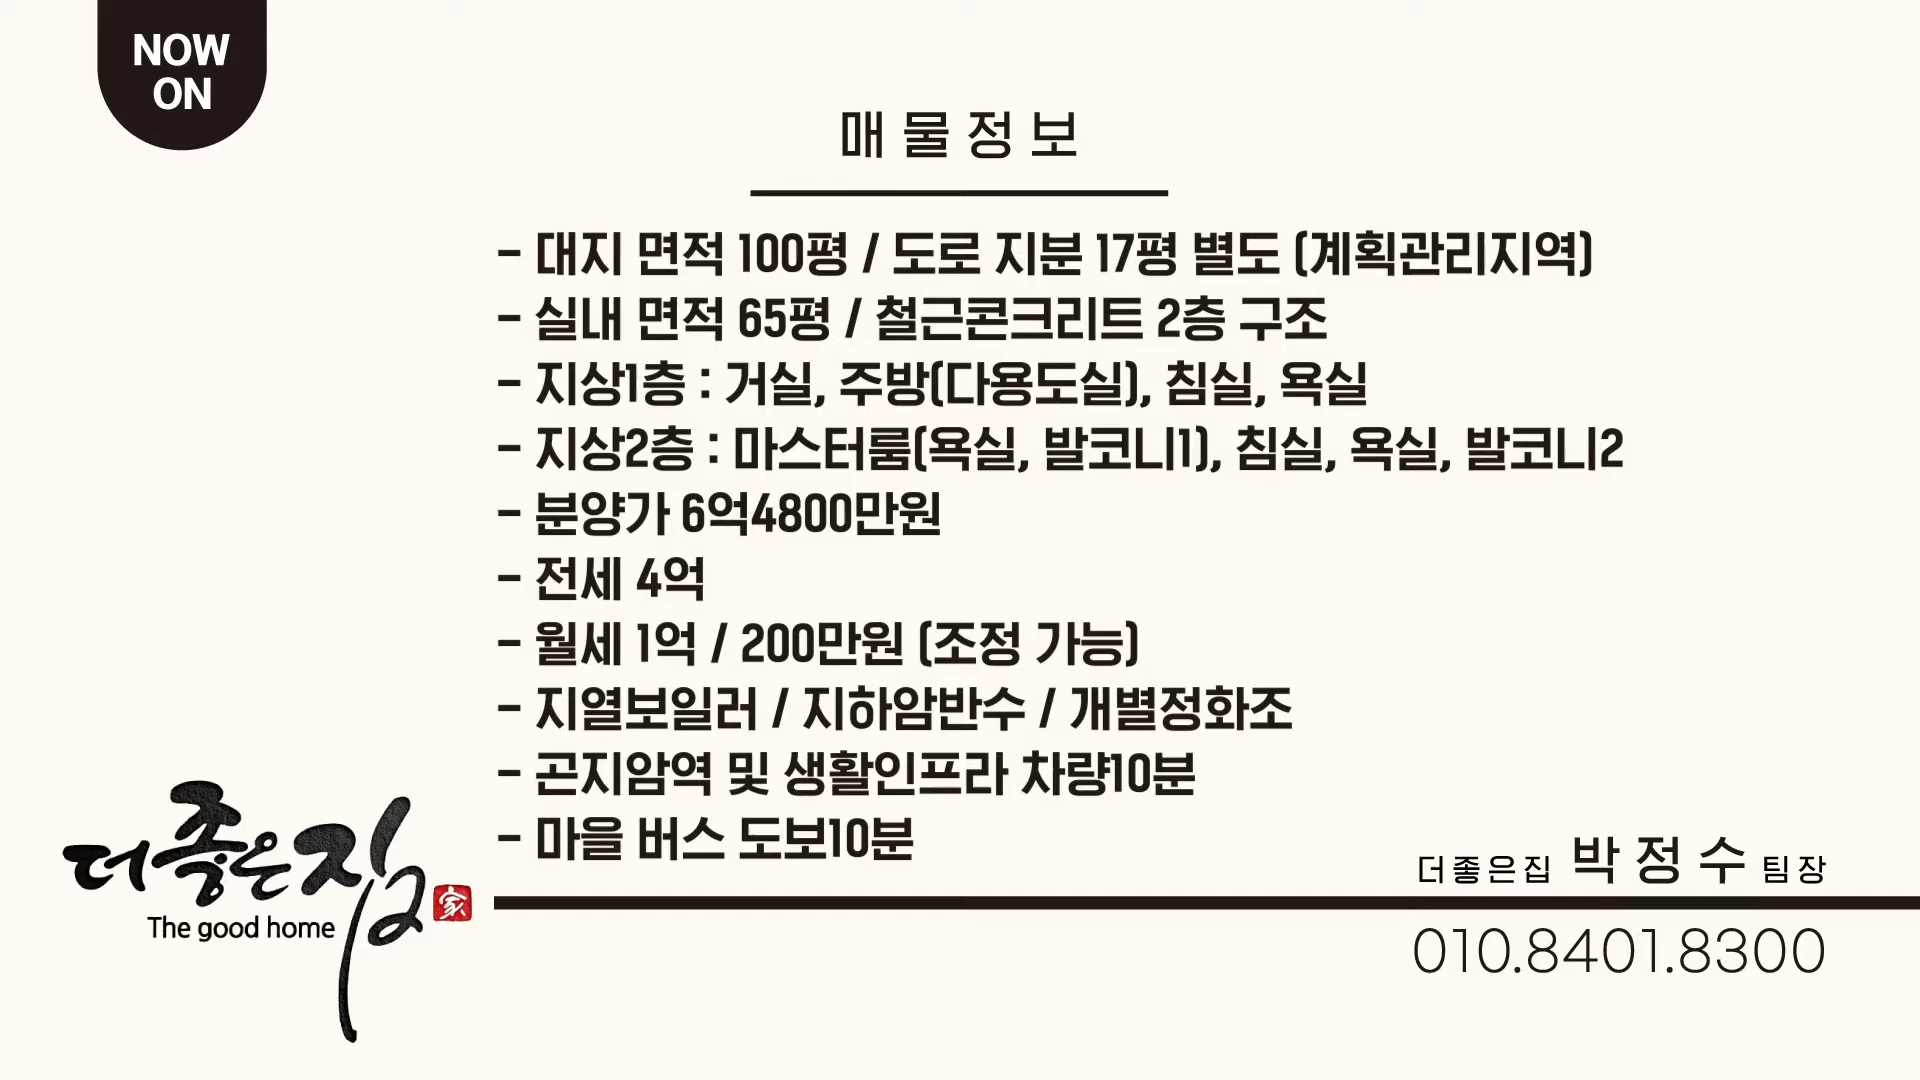 NOW
ON
매물정보
- 대지 면적 100평 / 도로 지분 17평 별도 (계획관리지역)
- 실내 면적 65평 / 철근콘크리트 2층 구조
- 지상1층 : 거실, 주방(다용도실), 침실, 욕실
- 지상2층 : 마스터룸(욕실, 발코니1), 침실, 욕실, 발코니2
- 분양가 6억4800만원
- 전세 4억
- 월세 1억 / 200만원 (조정 가능)
- 지열보일러 / 지하암반수 / 개별정화조
- 곤지암역 및 생활인프라 차량10분
- 마을 버스 도보10분
더좋은집 家
The good home
더좋은집 박정수 팀장
010.8401.8300